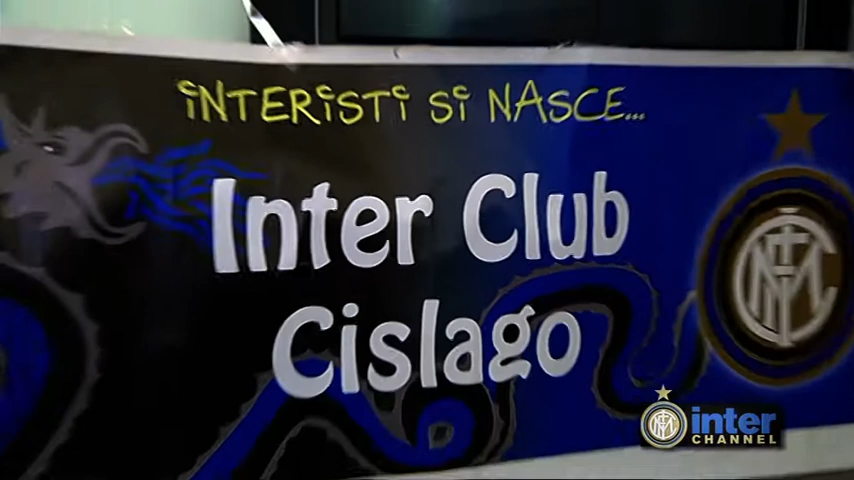 INTERISTI SI NASCE...
Inter Club
Cislago
inter
CHANNEL